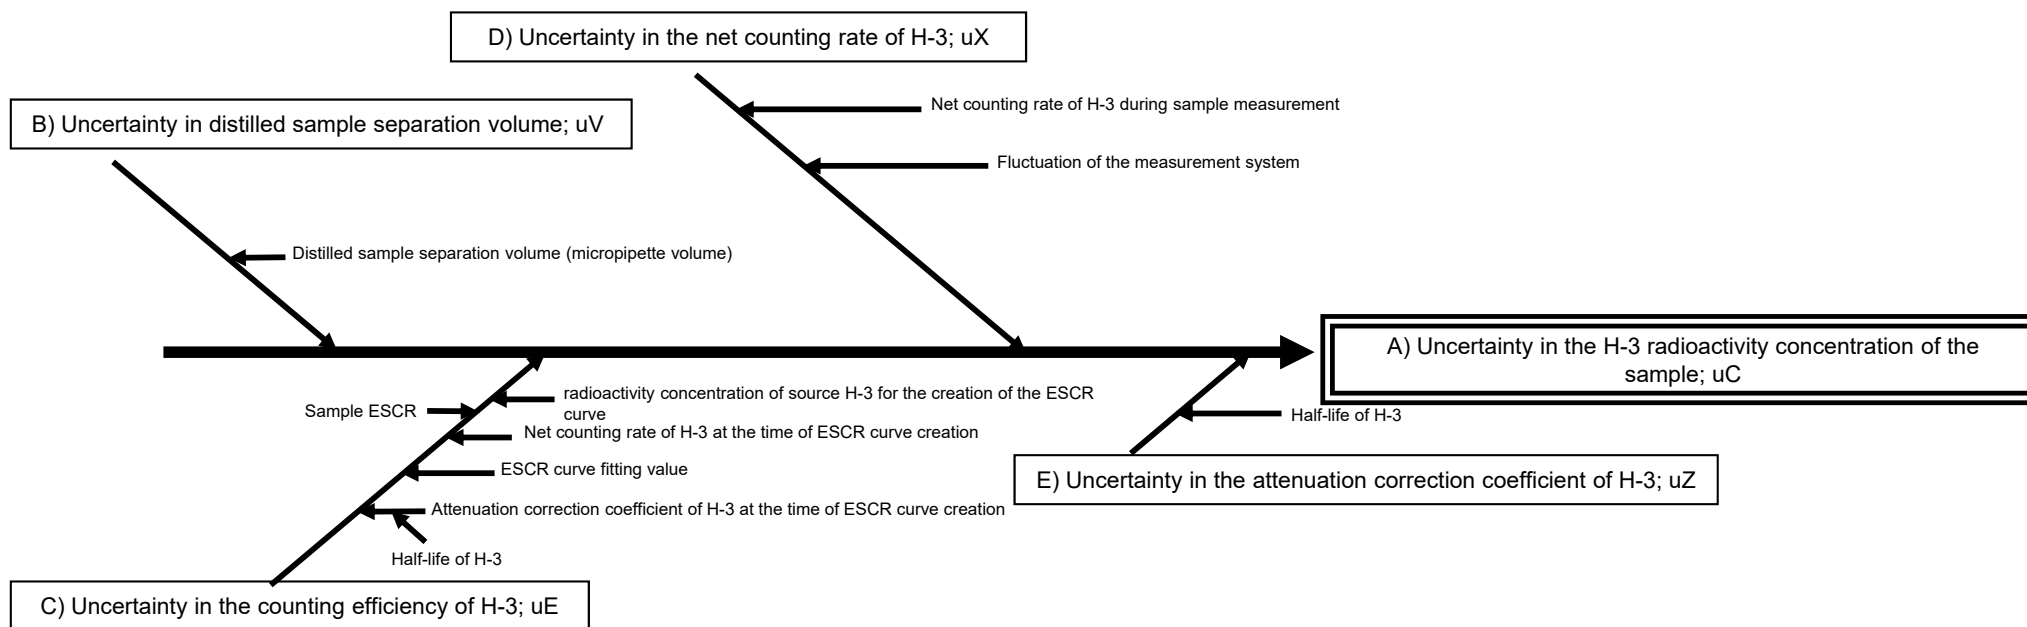 D) Uncertainty in the net counting rate of H-3; uX
Net counting rate of H-3 during sample measurement
B) Uncertainty in distilled sample separation volume; uV
Fluctuation of the measurement system
Distilled sample separation volume (micropipette volume)
A) Uncertainty in the H-3 radioactivity concentration of the
sample; uC
radioactivity concentration of source H-3 for the creation of the ESCR
curve
Sample ESCR
Half-life of H-3
Net counting rate of H-3 at the time of ESCR curve creation
ESCR curve fitting value
E) Uncertainty in the attenuation correction coefficient of H-3; uZ
Attenuation correction coefficient of H-3 at the time of ESCR curve creation
Half-life of H-3
C) Uncertainty in the counting efficiency of H-3; uE